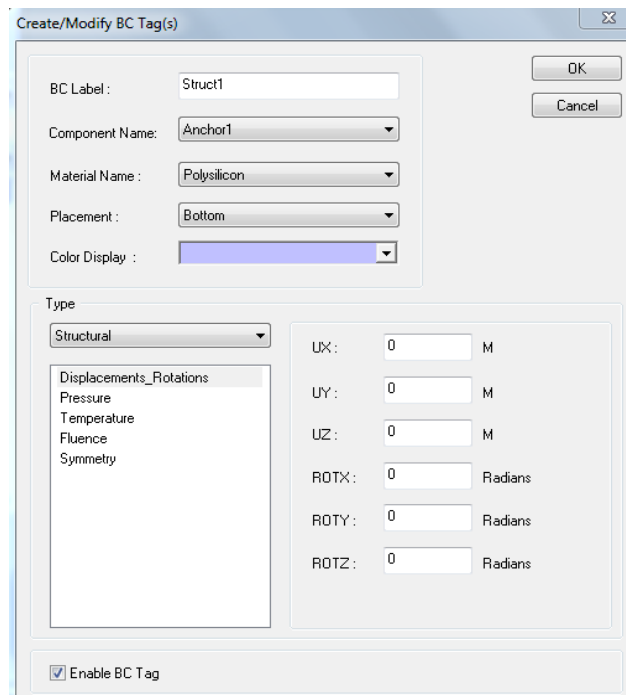 Create/Modify BC Tag(s)
OK
BC Label : Struct1
Cancel
Component Name: Anchor1
Material Name : Polysilicon
Placement : Bottom
Color Display :
Type
Structural
Displacements_Rotations
Pressure
Temperature
Fluence
Symmetry
UX : 0 M
UY : 0 M
UZ : 0 M
ROTX : 0 Radians
ROTY : 0 Radians
ROTZ : 0 Radians
Enable BC Tag